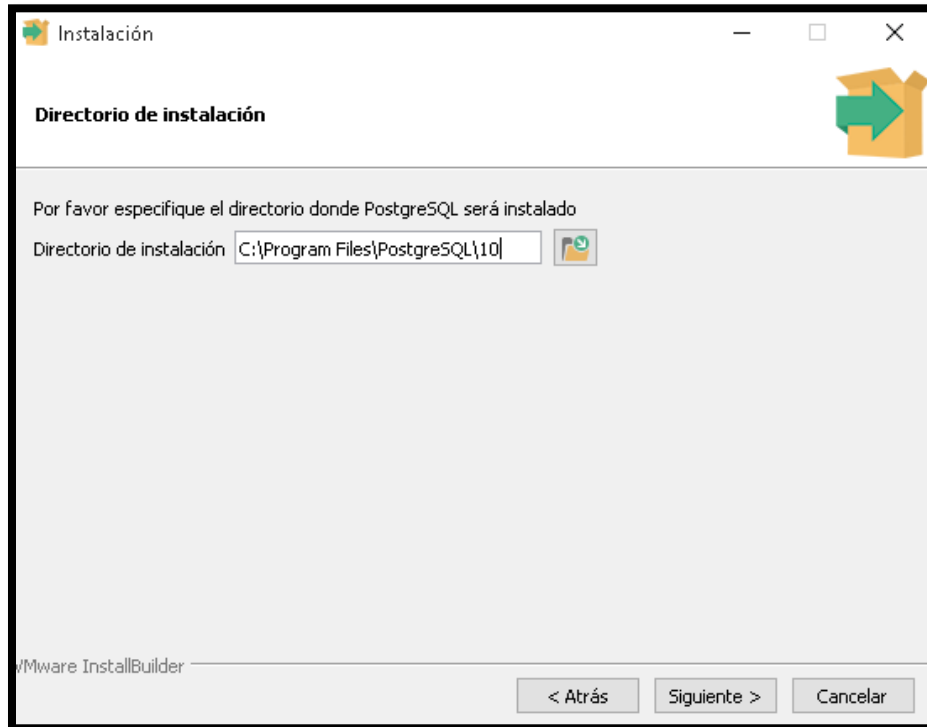 Instalación
Directorio de instalación
Por favor especifique el directorio donde PostgreSQL será instalado
Directorio de instalación C:\Program Files\PostgreSQL\10
VMware InstallBuilder
< Atrás Siguiente > Cancelar